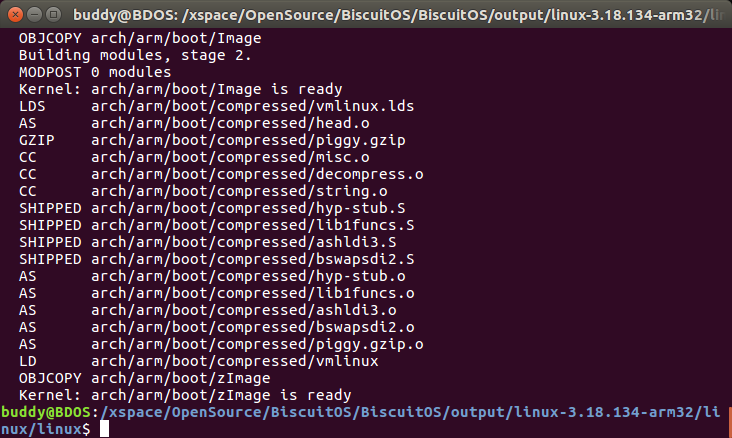 buddy@BDOS: /xspace/OpenSource/BiscuitOS/BiscuitOS/output/linux-3.18.134-arm32/lin
OBJCOPY arch/arm/boot/Image
Building modules, stage 2.
MODPOST 0 modules
Kernel: arch/arm/boot/Image is ready
LDS     arch/arm/boot/compressed/vmlinux.lds
AS      arch/arm/boot/compressed/head.o
GZIP    arch/arm/boot/compressed/piggy.gzip
CC      arch/arm/boot/compressed/misc.o
CC      arch/arm/boot/compressed/decompress.o
CC      arch/arm/boot/compressed/string.o
SHIPPED arch/arm/boot/compressed/hyp-stub.S
SHIPPED arch/arm/boot/compressed/lib1funcs.S
SHIPPED arch/arm/boot/compressed/ashldi3.S
SHIPPED arch/arm/boot/compressed/bswapsdi2.S
AS      arch/arm/boot/compressed/hyp-stub.o
AS      arch/arm/boot/compressed/lib1funcs.o
AS      arch/arm/boot/compressed/ashldi3.o
AS      arch/arm/boot/compressed/bswapsdi2.o
AS      arch/arm/boot/compressed/piggy.gzip.o
LD      arch/arm/boot/compressed/vmlinux
OBJCOPY arch/arm/boot/zImage
Kernel: arch/arm/boot/zImage is ready
buddy@BDOS:/xspace/OpenSource/BiscuitOS/BiscuitOS/output/linux-3.18.134-arm32/li
nux/linux$